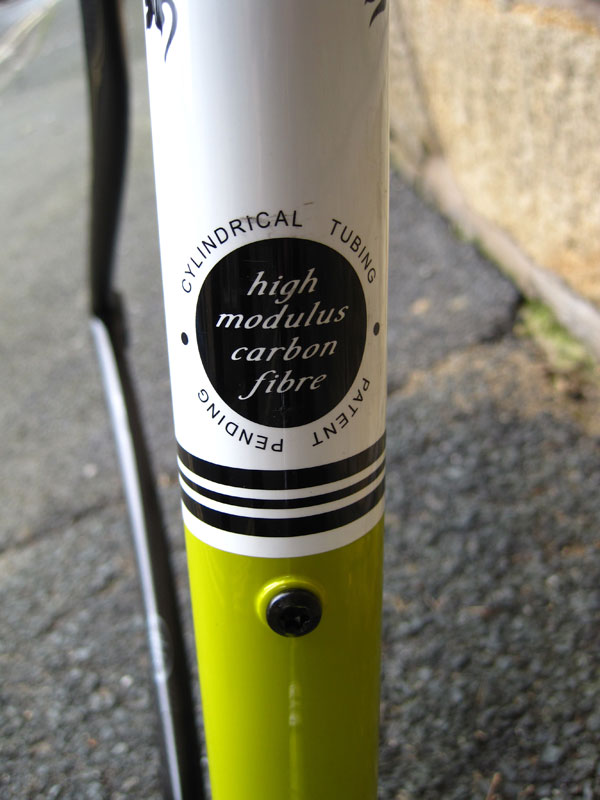 CYLINDRICAL TUBING
high
modulus
carbon
fibre
PATENT PENDING